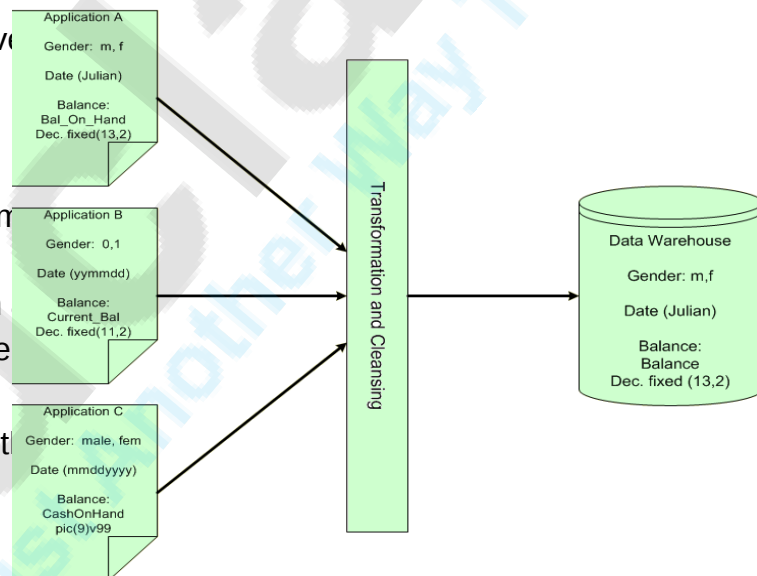 Application A
Gender: m, f
Date (Julian)
Balance:
Bal_On_Hand
Dec. fixed(13,2)
Application B
Gender: 0,1
Date (yymmdd)
Balance:
Current_Bal
Dec. fixed(11,2)
Application C
Gender: male, fem
Date (mmddyyyy)
Balance:
CashOnHand
pic(9)v99
Transformation and Cleansing
Data Warehouse
Gender: m,f
Date (Julian)
Balance:
Balance
Dec. fixed (13,2)
Another Way